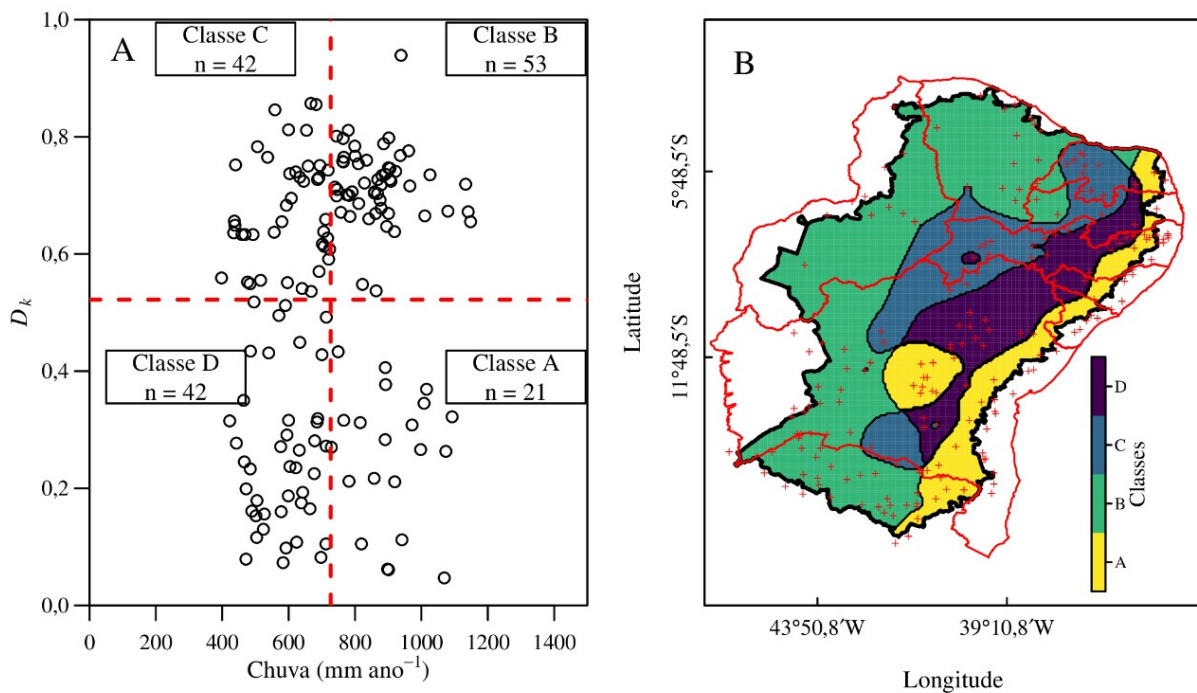 A
Classe C
n = 42
Classe B
n = 53
Classe D
n = 42
Classe A
n = 21
1,0
0,8
0,6
0,4
0,2
0,0
D_k
0
200
400
600
800
1000
1200
1400
Chuva (mm ano⁻¹)
B
5°48,5′S
11°48,5′S
Latitude
43°50,8′W
39°10,8′W
Longitude
D
C
B
A
Classes